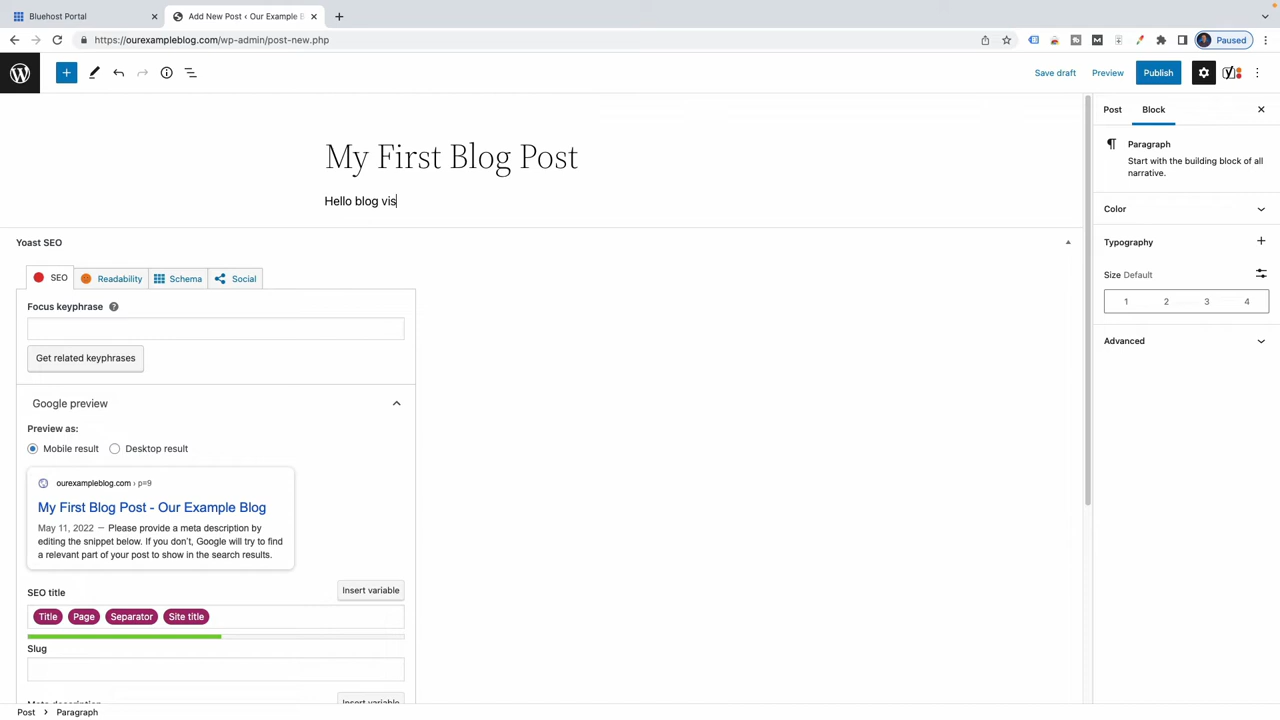 Bluehost Portal
Add New Post ‹ Our Example B
https://ourexampleblog.com/wp-admin/post-new.php
Paused
Save draft
Preview
Publish
Post
Block
My First Blog Post
Hello blog vis
Paragraph
Start with the building block of all
narrative.
Color
Typography
Size Default
1 2 3 4
Advanced
Yoast SEO
SEO
Readability
Schema
Social
Focus keyphrase
Get related keyphrases
Google preview
Preview as:
Mobile result
Desktop result
ourexampleblog.com › p=9
My First Blog Post - Our Example Blog
May 11, 2022 － Please provide a meta description by
editing the snippet below. If you don't, Google will try to find
a relevant part of your post to show in the search results.
SEO title
Insert variable
Title Page Separator Site title
Slug
Meta description
Insert variable
Post
Paragraph